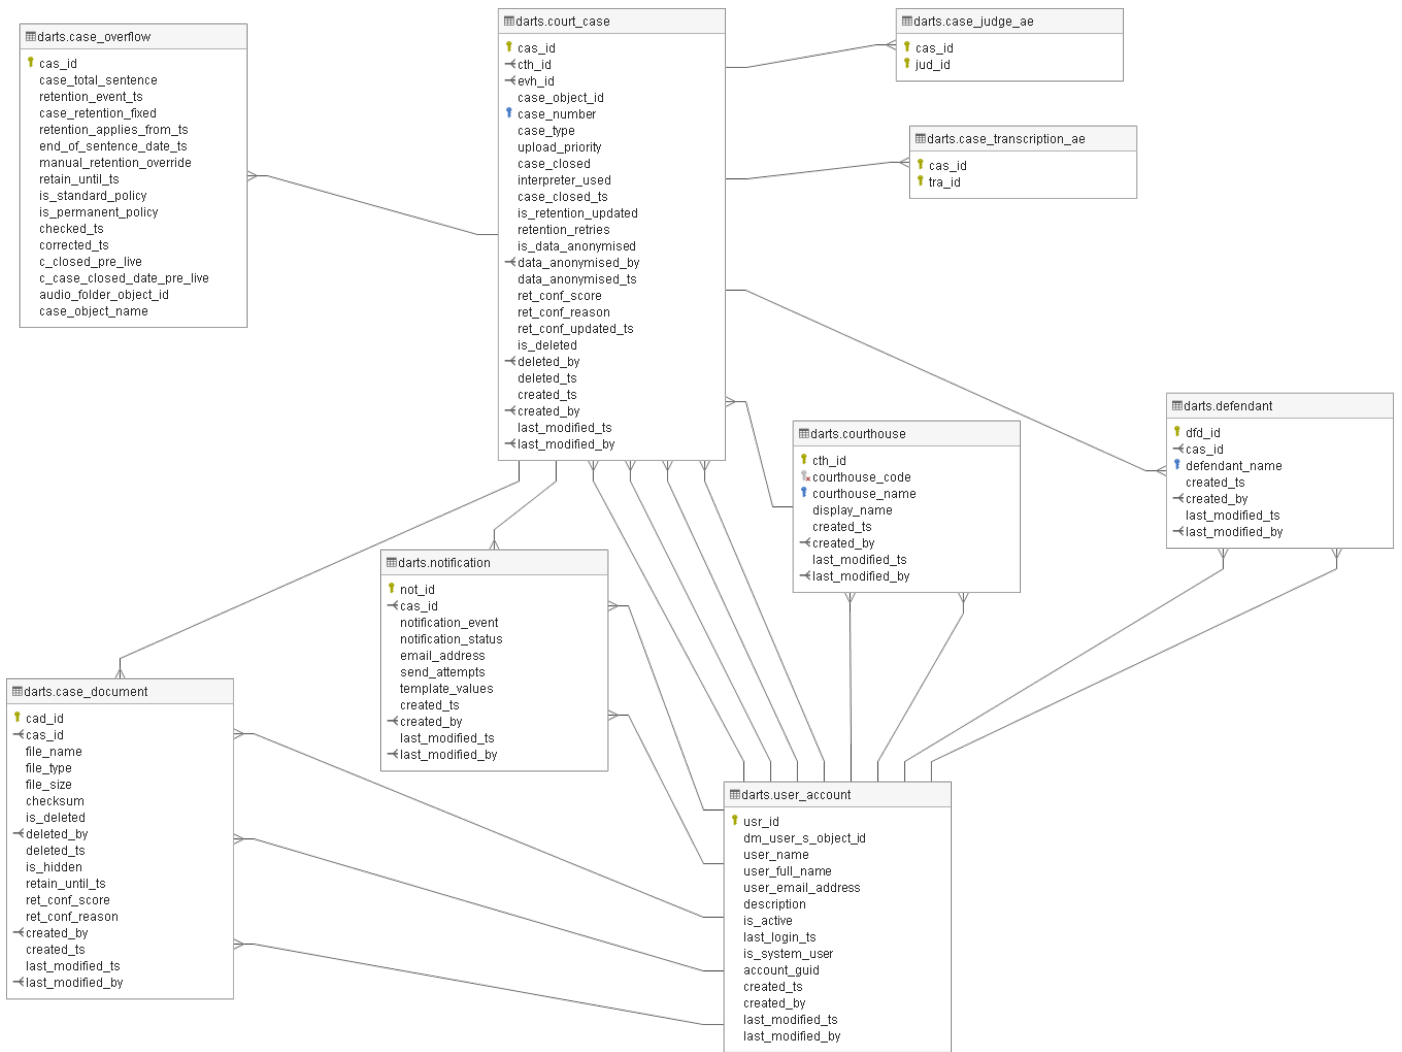 darts.case_overflow
cas_id
case_total_sentence
retention_event_ts
case_retention_fixed
retention_applies_from_ts
end_of_sentence_date_ts
manual_retention_override
retain_until_ts
is_standard_policy
is_permanent_policy
checked_ts
corrected_ts
c_closed_pre_live
c_case_closed_date_pre_live
audio_folder_object_id
case_object_name
darts.court_case
cas_id
cth_id
evh_id
case_object_id
case_number
case_type
upload_priority
case_closed
interpreter_used
case_closed_ts
is_retention_updated
retention_retries
is_data_anonymised
data_anonymised_by
data_anonymised_ts
ret_conf_score
ret_conf_reason
ret_conf_updated_ts
is_deleted
deleted_by
deleted_ts
created_ts
created_by
last_modified_ts
last_modified_by
darts.case_judge_ae
cas_id
jud_id
darts.case_transcription_ae
cas_id
tra_id
darts.defendant
dfd_id
cas_id
defendant_name
created_ts
created_by
last_modified_ts
last_modified_by
darts.courthouse
cth_id
courthouse_code
courthouse_name
display_name
created_ts
created_by
last_modified_ts
last_modified_by
darts.notification
not_id
cas_id
notification_event
notification_status
email_address
send_attempts
template_values
created_ts
created_by
last_modified_ts
last_modified_by
darts.case_document
cad_id
cas_id
file_name
file_type
file_size
checksum
is_deleted
deleted_by
deleted_ts
is_hidden
retain_until_ts
ret_conf_score
ret_conf_reason
created_by
created_ts
last_modified_ts
last_modified_by
darts.user_account
usr_id
dm_user_s_object_id
user_name
user_full_name
user_email_address
description
is_active
last_login_ts
is_system_user
account_guid
created_ts
created_by
last_modified_ts
last_modified_by